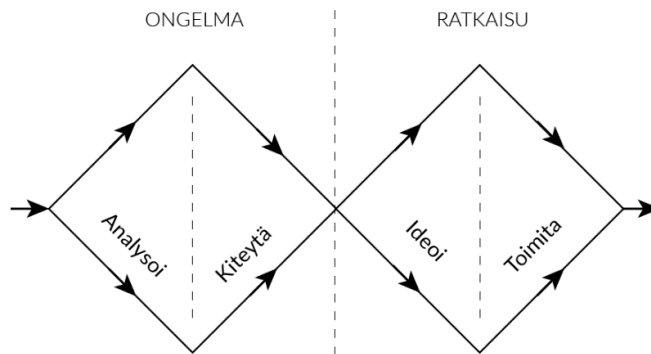 ONGELMA
RATKAISU
Analysoi
Kiteytä
Ideoi
Toimita